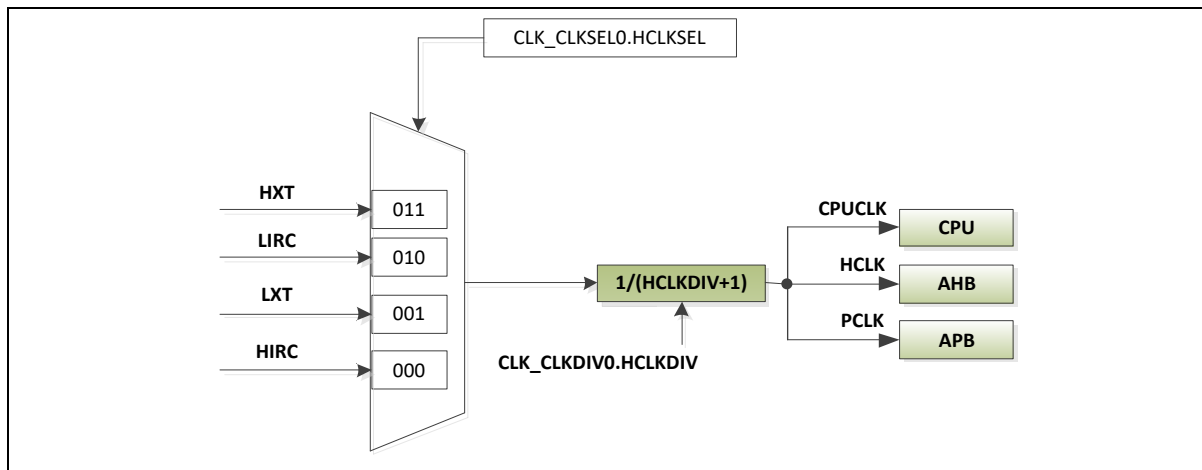 CLK_CLKSEL0.HCLKSEL
HXT
011
LIRC
010
LXT
001
HIRC
000
1/(HCLKDIV+1)
CLK_CLKDIV0.HCLKDIV
CPUCLK
CPU
HCLK
AHB
PCLK
APB